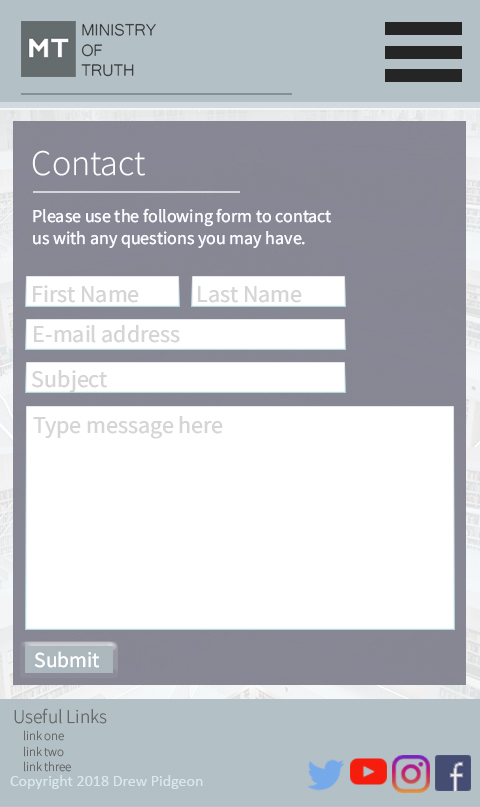 MT
MINISTRY
OF
TRUTH
Contact
Please use the following form to contact
us with any questions you may have.
First Name Last Name
E-mail address
Subject
Type message here
Submit
Useful Links
link one
link two
link three
Copyright 2018 Drew Pidgeon